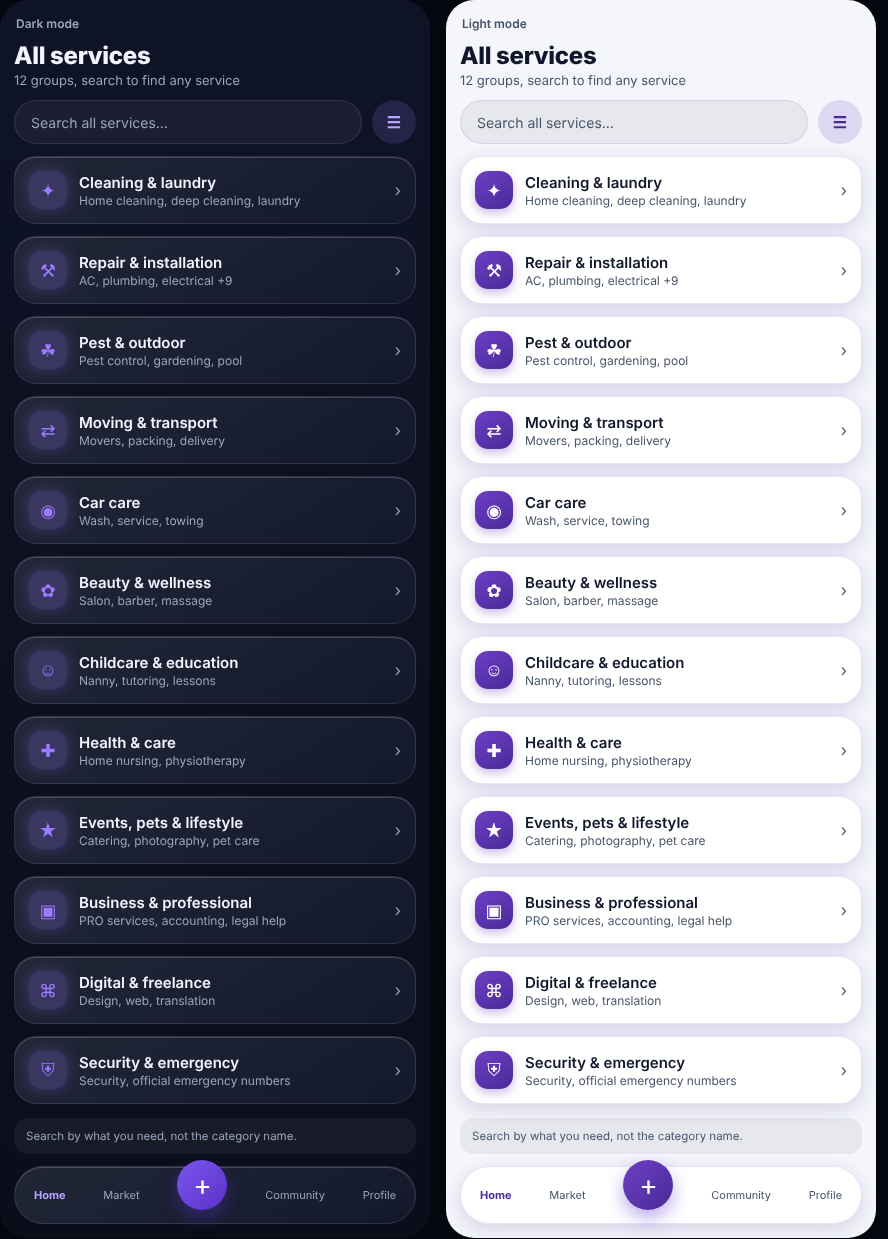 Dark mode
All services
12 groups, search to find any service
Search all services...
Cleaning & laundry
Home cleaning, deep cleaning, laundry
Repair & installation
AC, plumbing, electrical +9
Pest & outdoor
Pest control, gardening, pool
Moving & transport
Movers, packing, delivery
Car care
Wash, service, towing
Beauty & wellness
Salon, barber, massage
Childcare & education
Nanny, tutoring, lessons
Health & care
Home nursing, physiotherapy
Events, pets & lifestyle
Catering, photography, pet care
Business & professional
PRO services, accounting, legal help
Digital & freelance
Design, web, translation
Security & emergency
Security, official emergency numbers
Search by what you need, not the category name.
Home Market + Community Profile
Light mode
All services
12 groups, search to find any service
Search all services...
Cleaning & laundry
Home cleaning, deep cleaning, laundry
Repair & installation
AC, plumbing, electrical +9
Pest & outdoor
Pest control, gardening, pool
Moving & transport
Movers, packing, delivery
Car care
Wash, service, towing
Beauty & wellness
Salon, barber, massage
Childcare & education
Nanny, tutoring, lessons
Health & care
Home nursing, physiotherapy
Events, pets & lifestyle
Catering, photography, pet care
Business & professional
PRO services, accounting, legal help
Digital & freelance
Design, web, translation
Security & emergency
Security, official emergency numbers
Search by what you need, not the category name.
Home Market + Community Profile